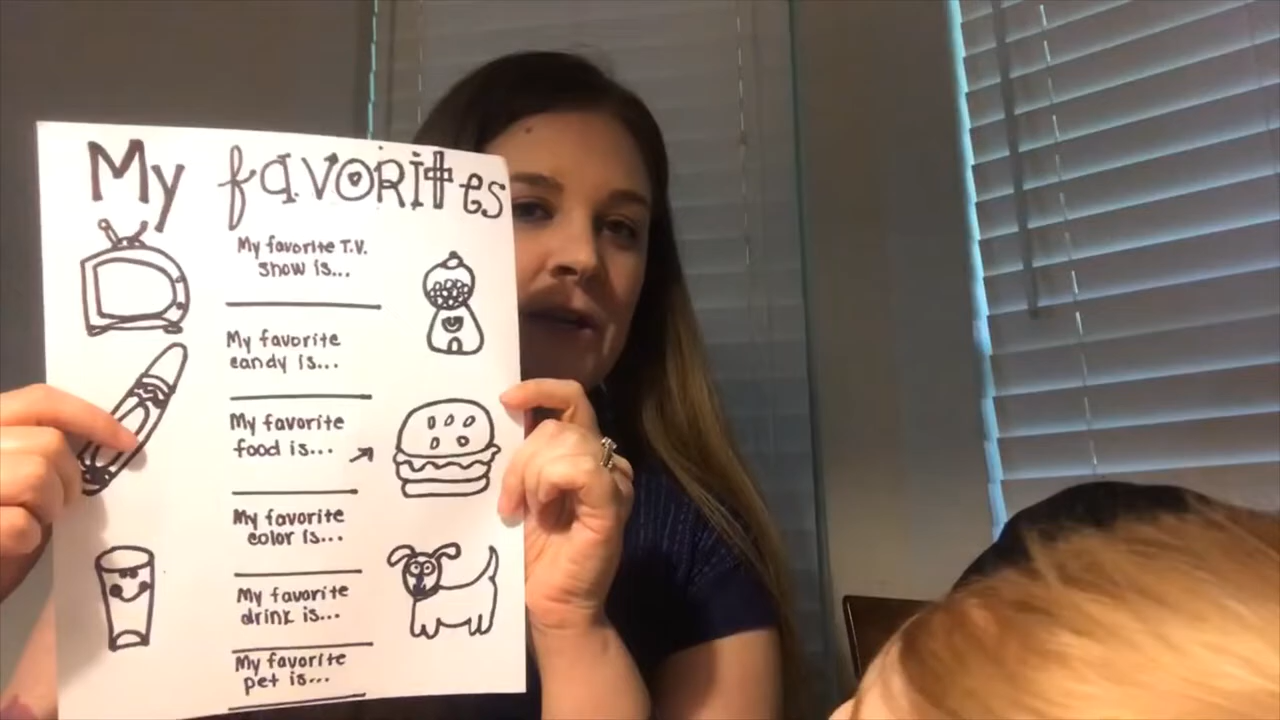 My favorites
My favorite T.V.
show is...
My favorite
candy is...
My favorite
food is...
My favorite
color is...
My favorite
drink is...
My favorite
pet is...